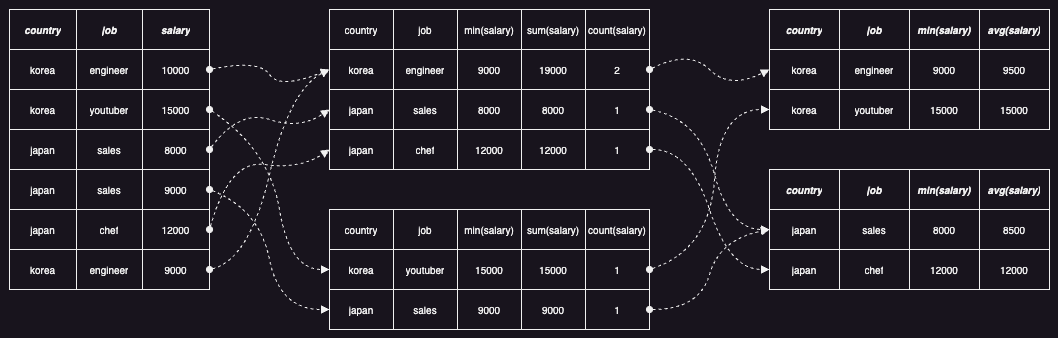 country job salary
korea engineer 10000
korea youtuber 15000
japan sales 8000
japan sales 9000
japan chef 12000
korea engineer 9000
country job min(salary) sum(salary) count(salary)
korea engineer 9000 19000 2
japan sales 8000 8000 1
japan chef 12000 12000 1
country job min(salary) sum(salary) count(salary)
korea youtuber 15000 15000 1
japan sales 9000 9000 1
country job min(salary) avg(salary)
korea engineer 9000 9500
korea youtuber 15000 15000
country job min(salary) avg(salary)
japan sales 8000 8500
japan chef 12000 12000